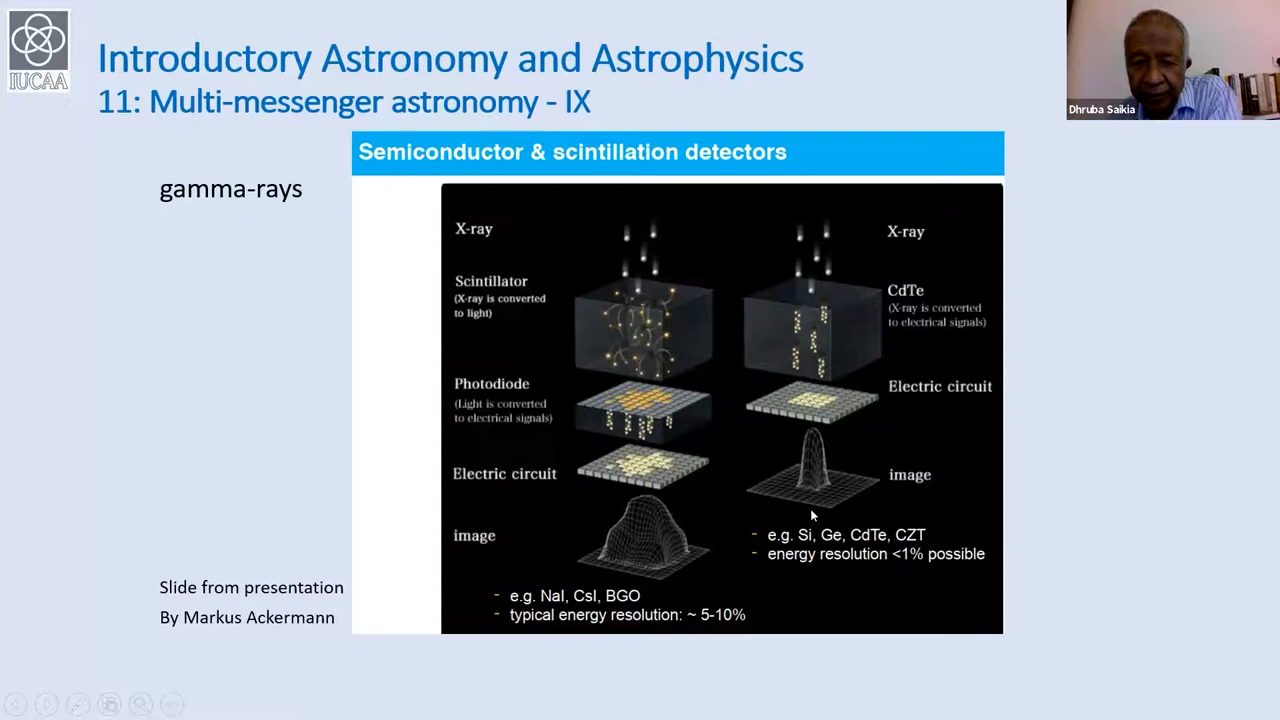 IUCAA
Introductory Astronomy and Astrophysics
11: Multi-messenger astronomy - IX
Dhruba Saikia
Semiconductor & scintillation detectors
gamma-rays
X-ray
Scintillator
(X-ray is converted
to light)
Photodiode
(Light is converted
to electrical signals)
Electric circuit
image
- e.g. NaI, CsI, BGO
- typical energy resolution: ~ 5-10%
X-ray
CdTe
(X-ray is converted
to electrical signals)
Electric circuit
image
- e.g. Si, Ge, CdTe, CZT
- energy resolution <1% possible
Slide from presentation
By Markus Ackermann